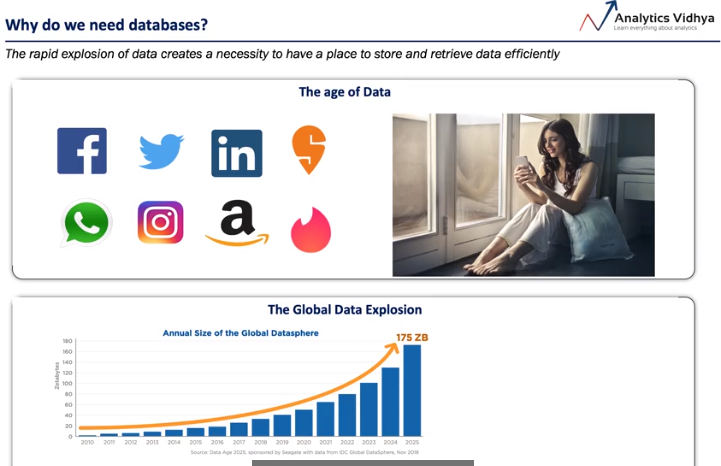 Why do we need databases?
Analytics Vidhya
Learn everything about analytics
The rapid explosion of data creates a necessity to have a place to store and retrieve data efficiently
The age of Data
f
in
a
The Global Data Explosion
Annual Size of the Global Datasphere
175 ZB
Zetabytes
180
160
140
120
100
80
60
40
20
0
2010 2011 2012 2013 2014 2015 2016 2017 2018 2019 2020 2021 2022 2023 2024 2025
Source: Data Age 2025, sponsored by Seagate with data from IDC Global DataSphere, Nov 2018